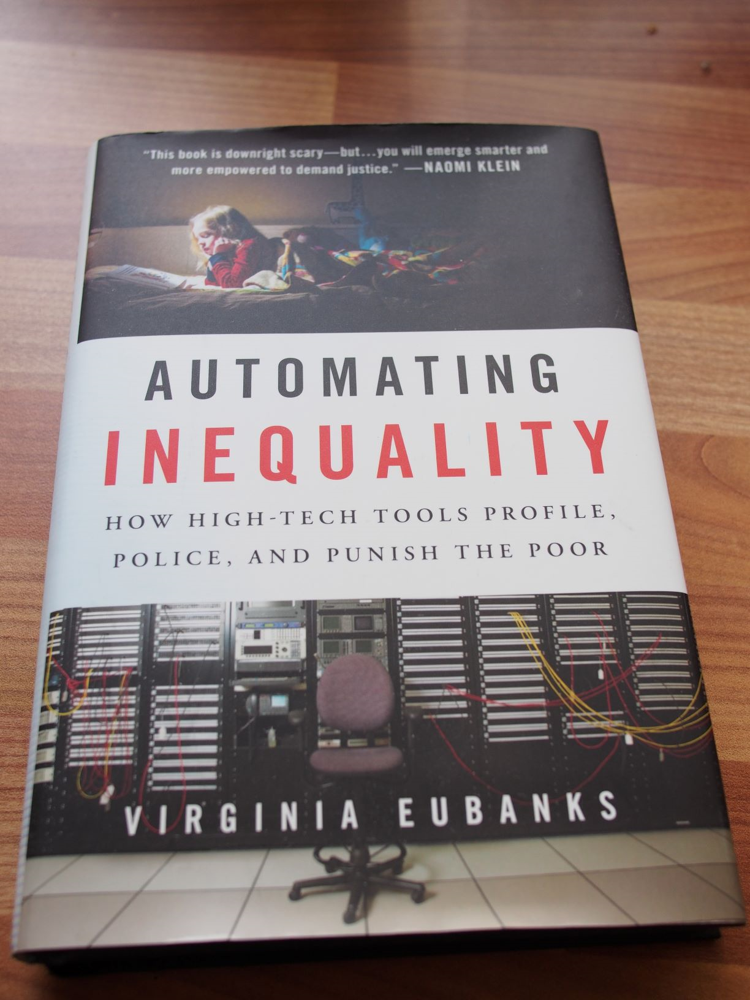 "This book is downright scary—but...you will emerge smarter and
more empowered to demand justice." —NAOMI KLEIN
AUTOMATING
INEQUALITY
HOW HIGH-TECH TOOLS PROFILE,
POLICE, AND PUNISH THE POOR
VIRGINIA EUBANKS